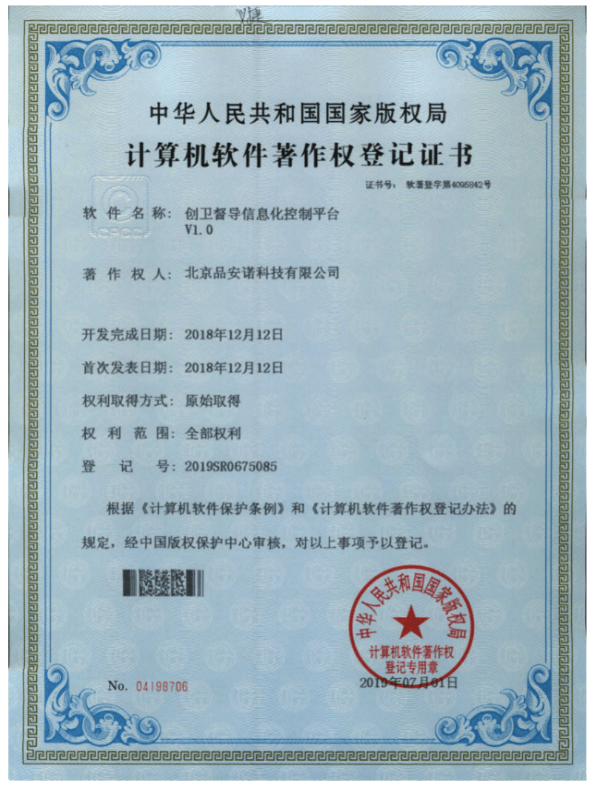 中华人民共和国国家版权局
计算机软件著作权登记证书
证书号： 软著登字第4095842号
软件名称： 创卫督导信息化控制平台
V1.0
著作权人： 北京品安诺科技有限公司
开发完成日期： 2018年12月12日
首次发表日期： 2018年12月12日
权利取得方式： 原始取得
权利范围： 全部权利
登记号： 2019SR0675085
根据《计算机软件保护条例》和《计算机软件著作权登记办法》的
规定，经中国版权保护中心审核，对以上事项予以登记。
中华人民共和国国家版权局
计算机软件著作权
登记专用章
No. 04198706
2019年07月01日